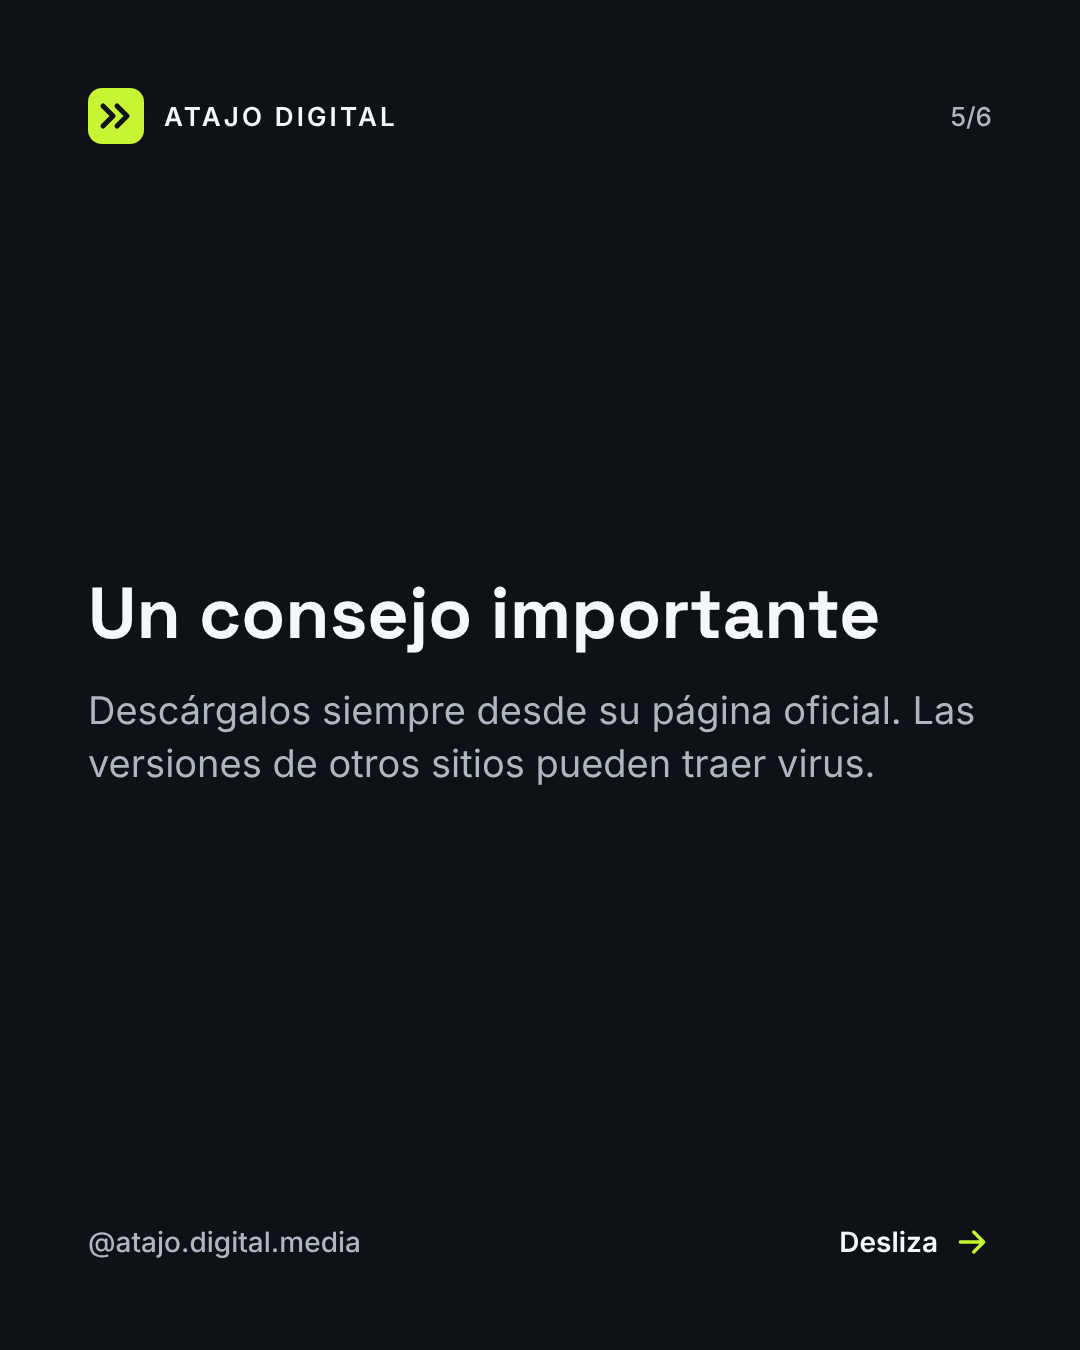 ATAJO DIGITAL
5/6
Un consejo importante
Descárgalos siempre desde su página oficial. Las
versiones de otros sitios pueden traer virus.
@atajo.digital.media
Desliza